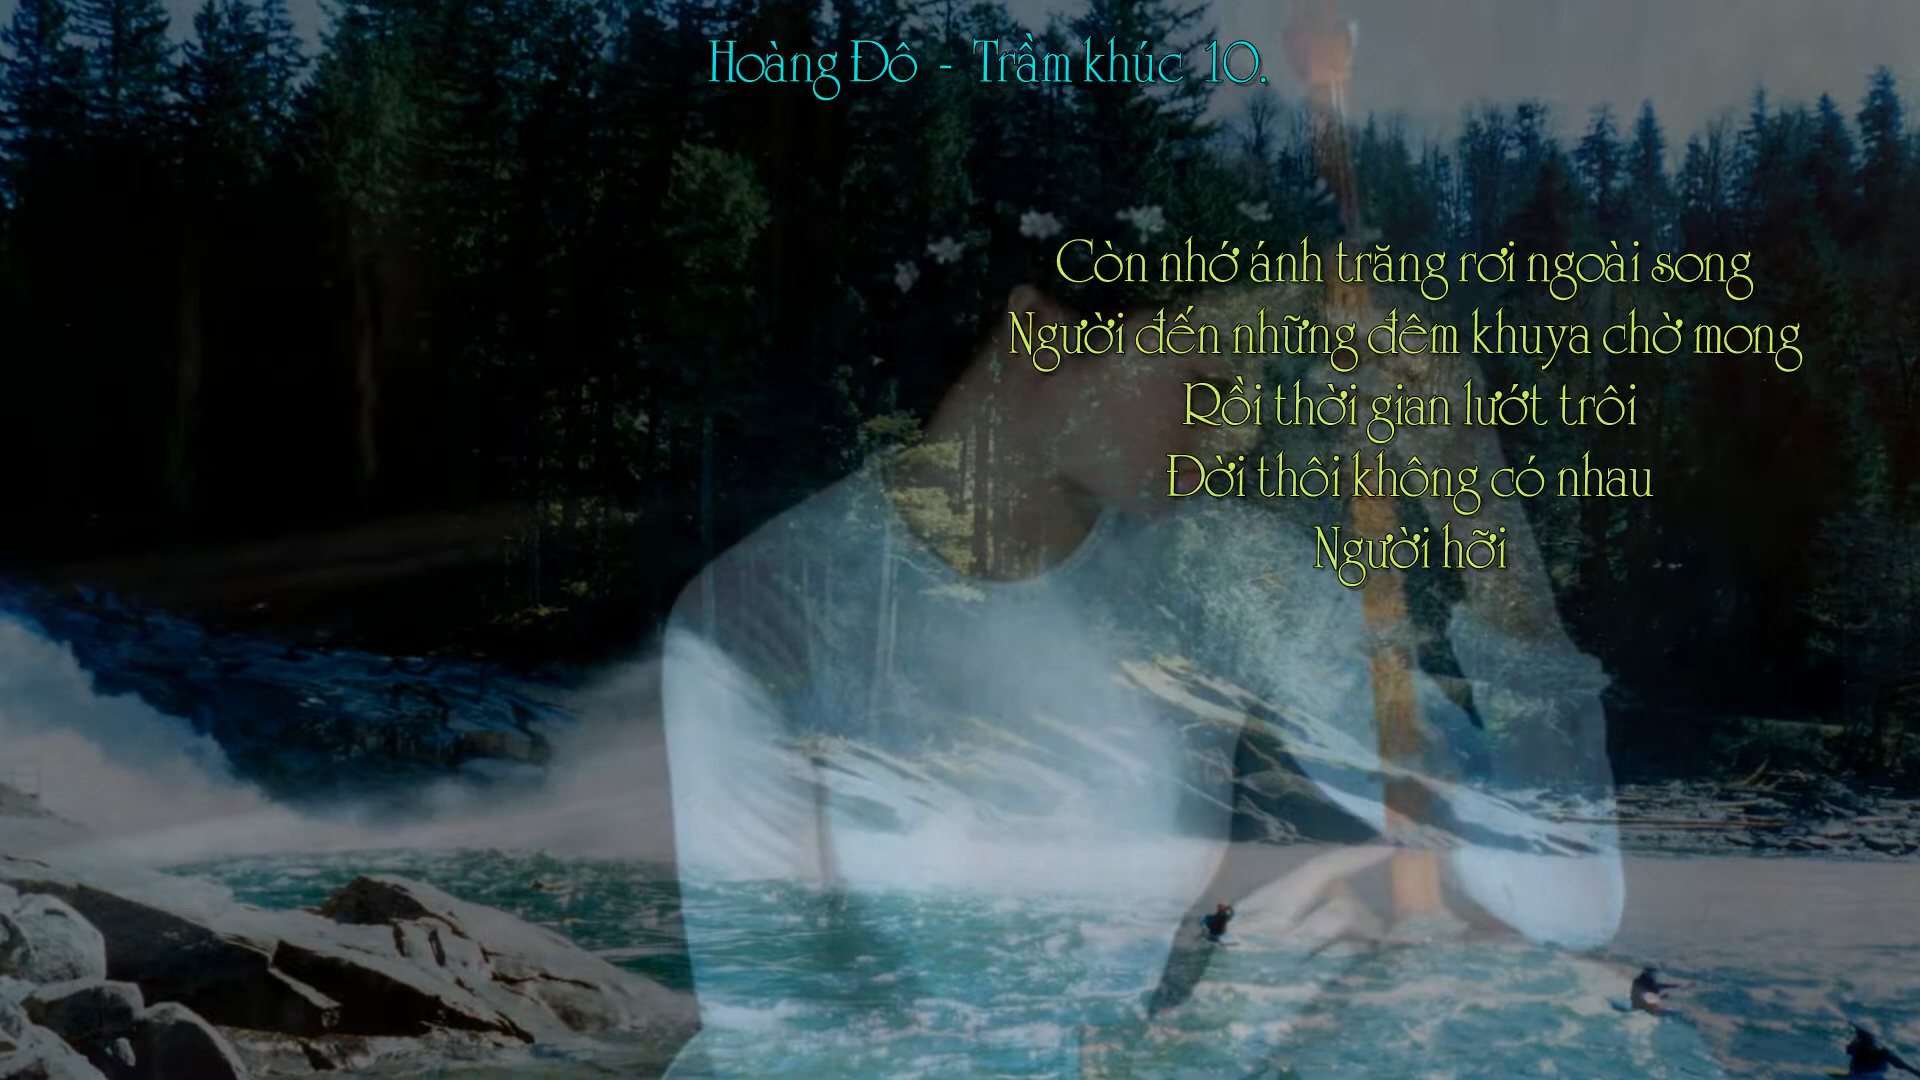 Hoàng Đô - Trầm khúc 10.
Còn nhớ ánh trăng rơi ngoài song
Người đến những đêm khuya chờ mong
Rồi thời gian lướt trôi
Đời thôi không có nhau
Người hỡi